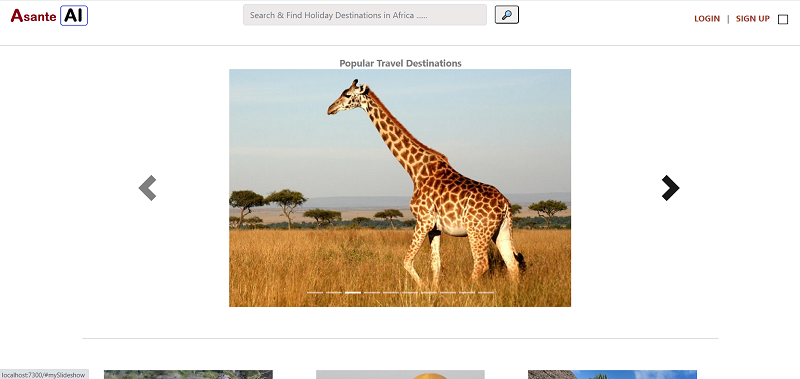 Asante AI
Search & Find Holiday Destinations in Africa .....
LOGIN | SIGN UP
Popular Travel Destinations
localhost:7300/#mySlideshow